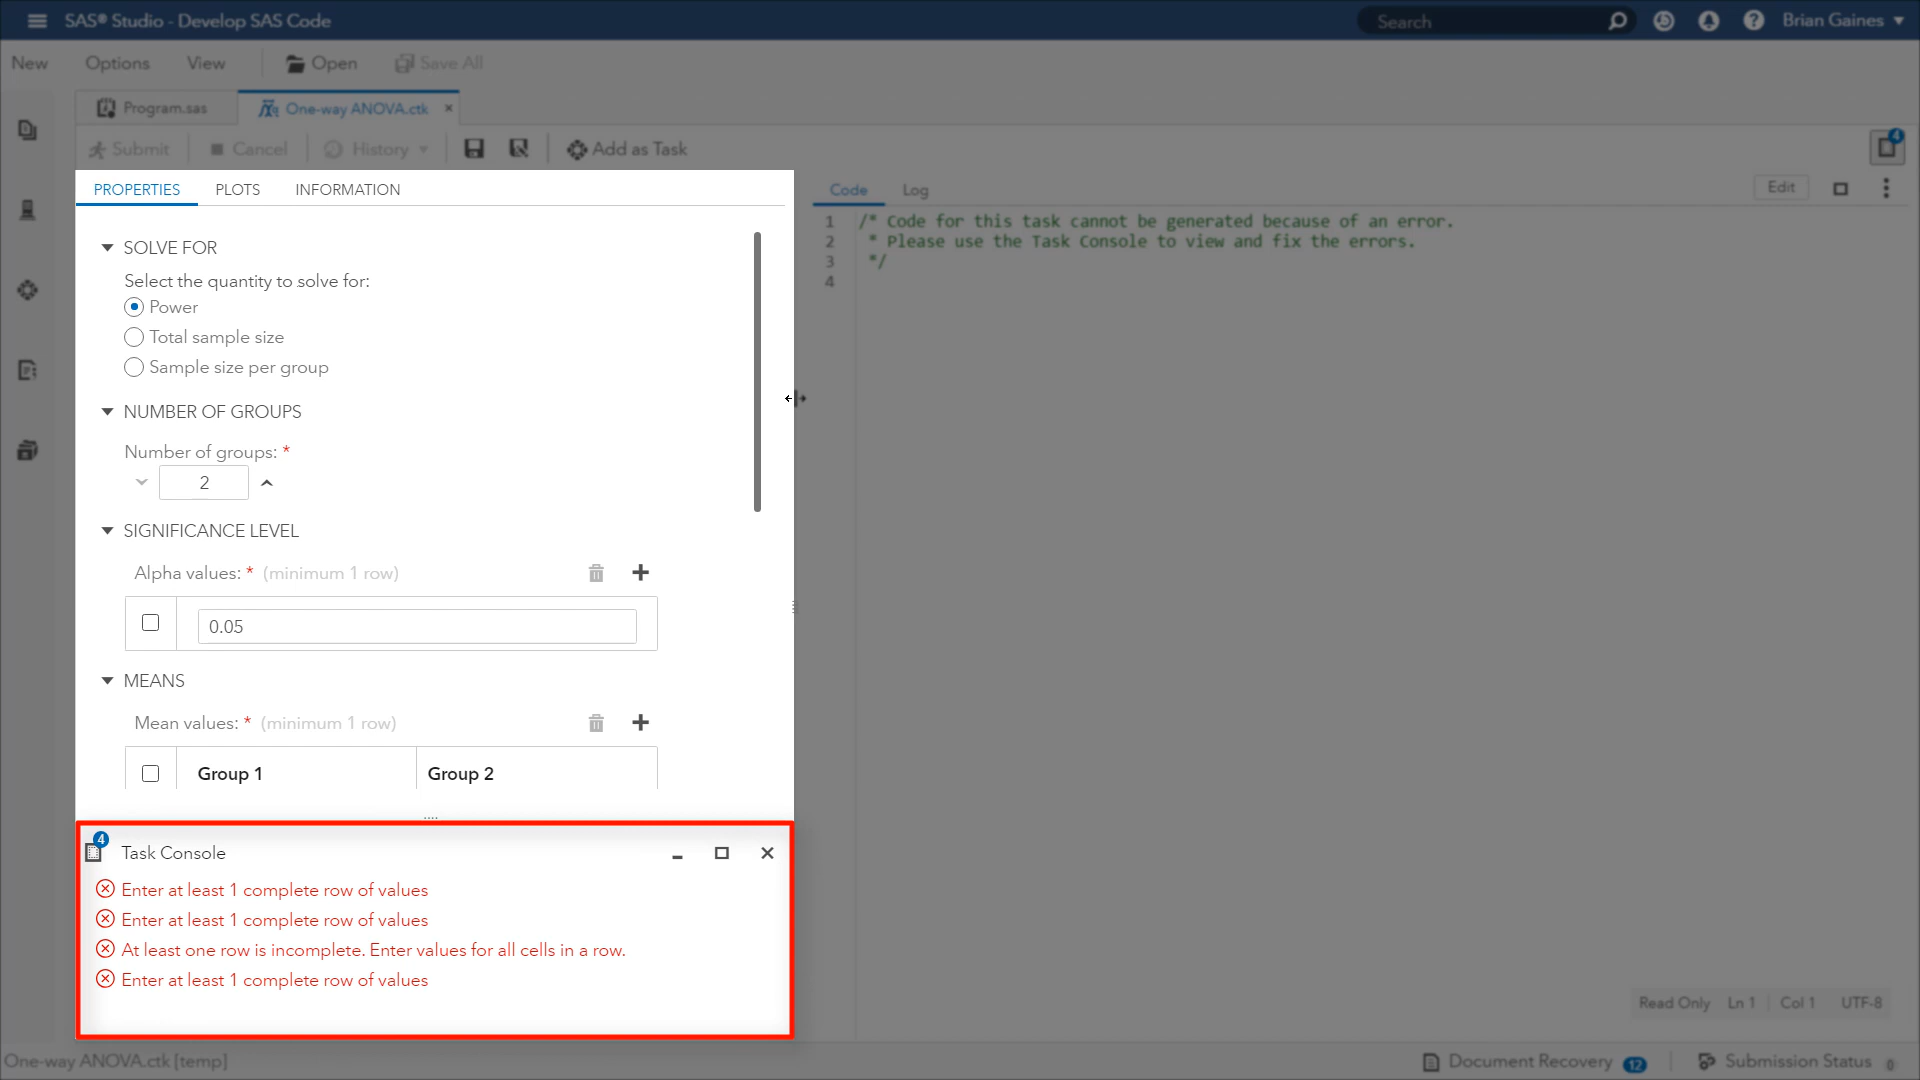 SAS® Studio - Develop SAS Code
Search
Brian Gaines
New
Options
View
Open
Save All
Program.sas
One-way ANOVA.ctk
Submit
Cancel
History
Add as Task
4
PROPERTIES
PLOTS
INFORMATION
Code
Log
Edit
SOLVE FOR
Select the quantity to solve for:
Power
Total sample size
Sample size per group
NUMBER OF GROUPS
Number of groups: *
2
SIGNIFICANCE LEVEL
Alpha values: * (minimum 1 row)
0.05
MEANS
Mean values: * (minimum 1 row)
Group 1
Group 2
1 /* Code for this task cannot be generated because of an error.
2 * Please use the Task Console to view and fix the errors.
3 */
4
4
Task Console
Enter at least 1 complete row of values
Enter at least 1 complete row of values
At least one row is incomplete. Enter values for all cells in a row.
Enter at least 1 complete row of values
Read Only
Ln 1
Col 1
UTF-8
One-way ANOVA.ctk [temp]
Document Recovery 12
Submission Status 0